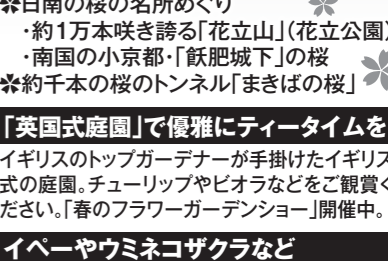 ✽日南の桜の名所めぐり
・約1万本咲き誇る「花立山」(花立公園)
・南国の小京都・「飫肥城下」の桜
✽約千本の桜のトンネル「まきばの桜」
「英国式庭園」で優雅にティータイムを
イギリスのトップガーデナーが手掛けたイギリス
式の庭園。チューリップやビオラなどをご観賞く
ださい。「春のフラワーガーデンショー」開催中。
イペーやウミネコザクラなど